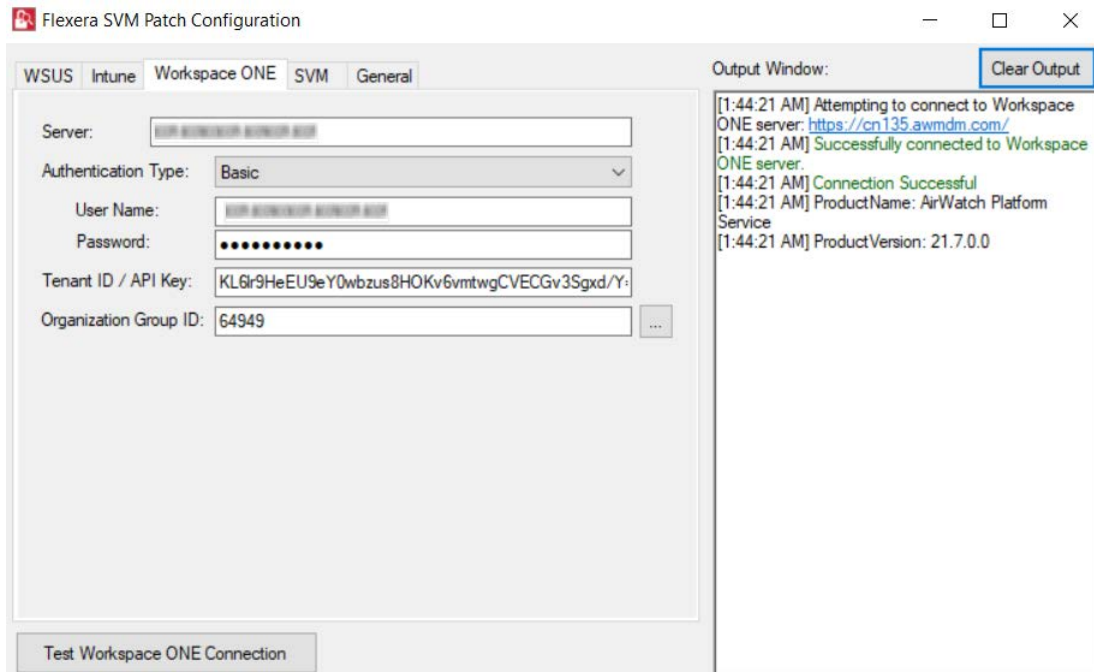 Flexera SVM Patch Configuration
WSUS Intune Workspace ONE SVM General
Server:
Authentication Type: Basic
User Name:
Password: ●●●●●●●●●●
Tenant ID / API Key: KL6lr9HeEU9eY0wbzus8HOKv6vmtwgCVECGv3Sgxd/Y
Organization Group ID: 64949 ...
Test Workspace ONE Connection
Output Window: Clear Output
[1:44:21 AM] Attempting to connect to Workspace
ONE server: https://cn135.awmdm.com/
[1:44:21 AM] Successfully connected to Workspace
ONE server.
[1:44:21 AM] Connection Successful
[1:44:21 AM] ProductName: AirWatch Platform
Service
[1:44:21 AM] ProductVersion: 21.7.0.0